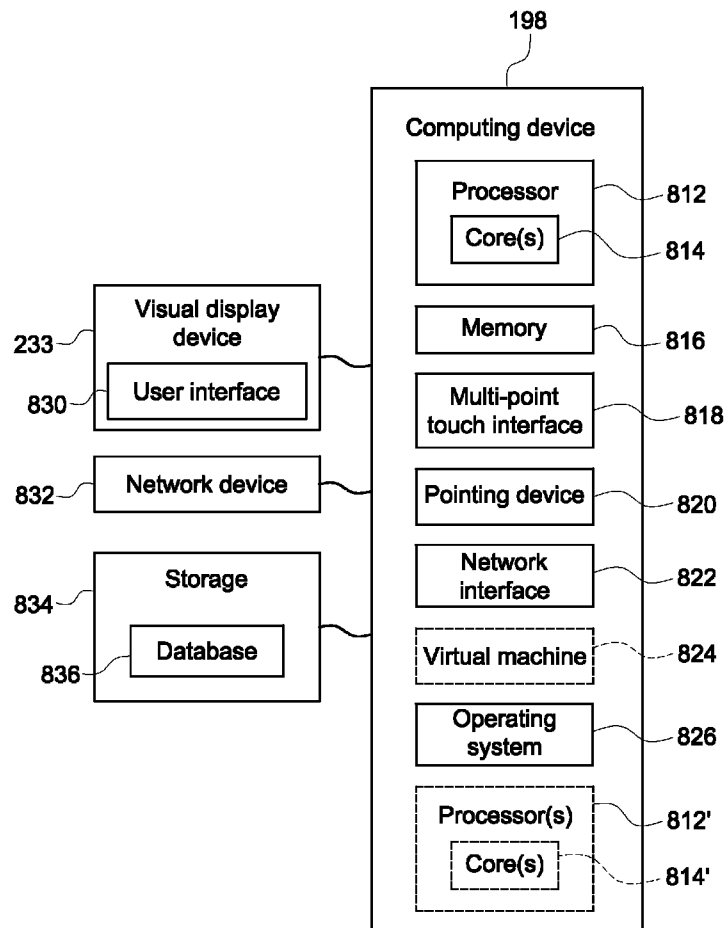 198
Computing device
Processor
812
Core(s)
814
Memory
816
Multi-point
touch interface
818
Pointing device
820
Network
interface
822
Virtual machine
824
Operating
system
826
Processor(s)
812'
Core(s)
814'
Visual display
device
233
User interface
830
Network device
832
Storage
834
Database
836